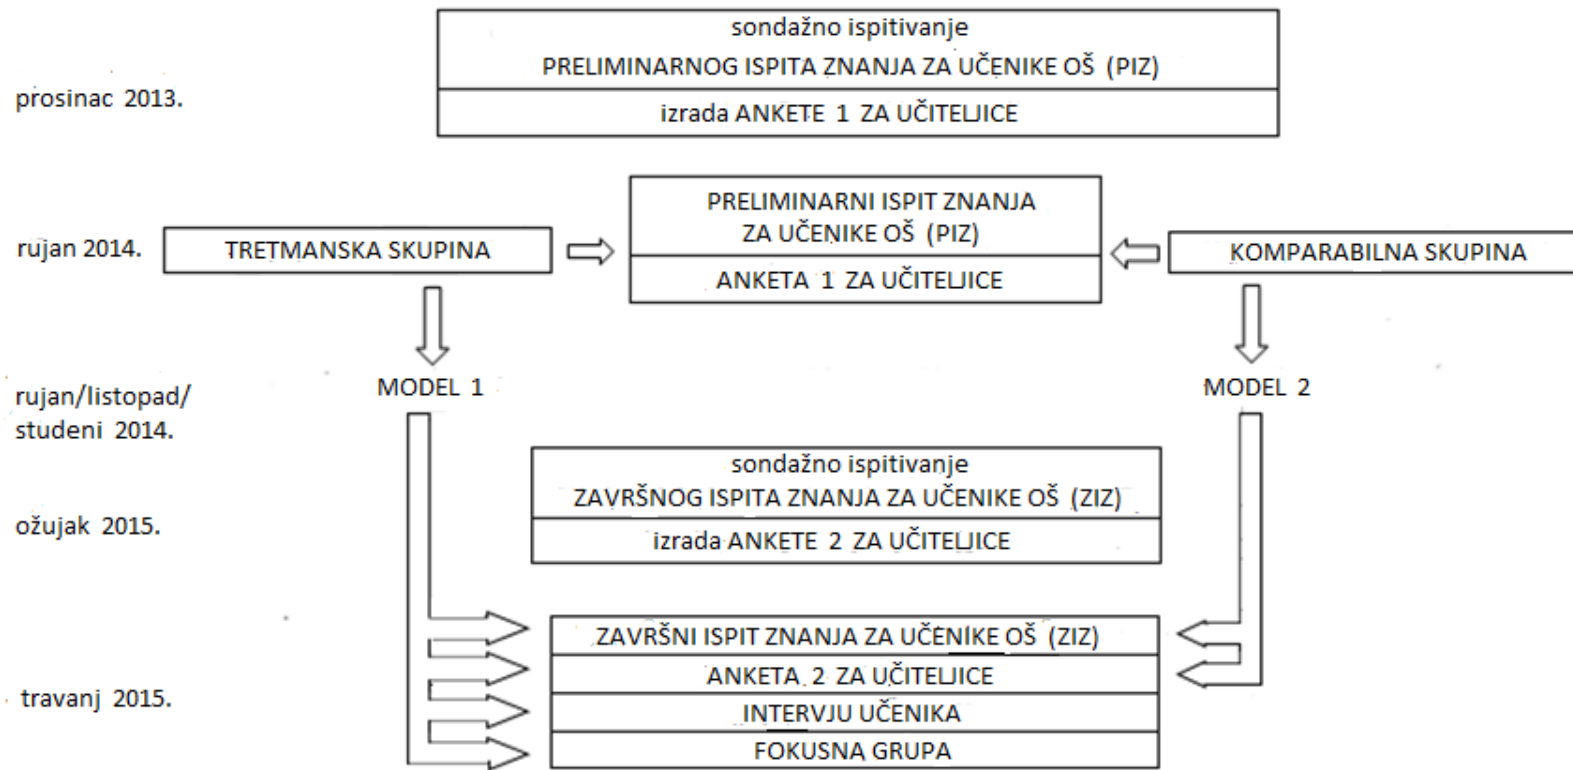 sondažno ispitivanje
PRELIMINARNOG ISPITA ZNANJA ZA UČENIKE OŠ (PIZ)
prosinac 2013.
izrada ANKETE 1 ZA UČITELJICE
PRELIMINARNI ISPIT ZNANJA
ZA UČENIKE OŠ (PIZ)
rujan 2014.
TRETMANSKA SKUPINA
KOMPARABILNA SKUPINA
ANKETA 1 ZA UČITELJICE
rujan/listopad/
studeni 2014.
MODEL 1
MODEL 2
sondažno ispitivanje
ZAVRŠNOG ISPITA ZNANJA ZA UČENIKE OŠ (ZIZ)
ožujak 2015.
izrada ANKETE 2 ZA UČITELJICE
ZAVRŠNI ISPIT ZNANJA ZA UČENIKE OŠ (ZIZ)
ANKETA 2 ZA UČITELJICE
travanj 2015.
INTERVJU UČENIKA
FOKUSNA GRUPA